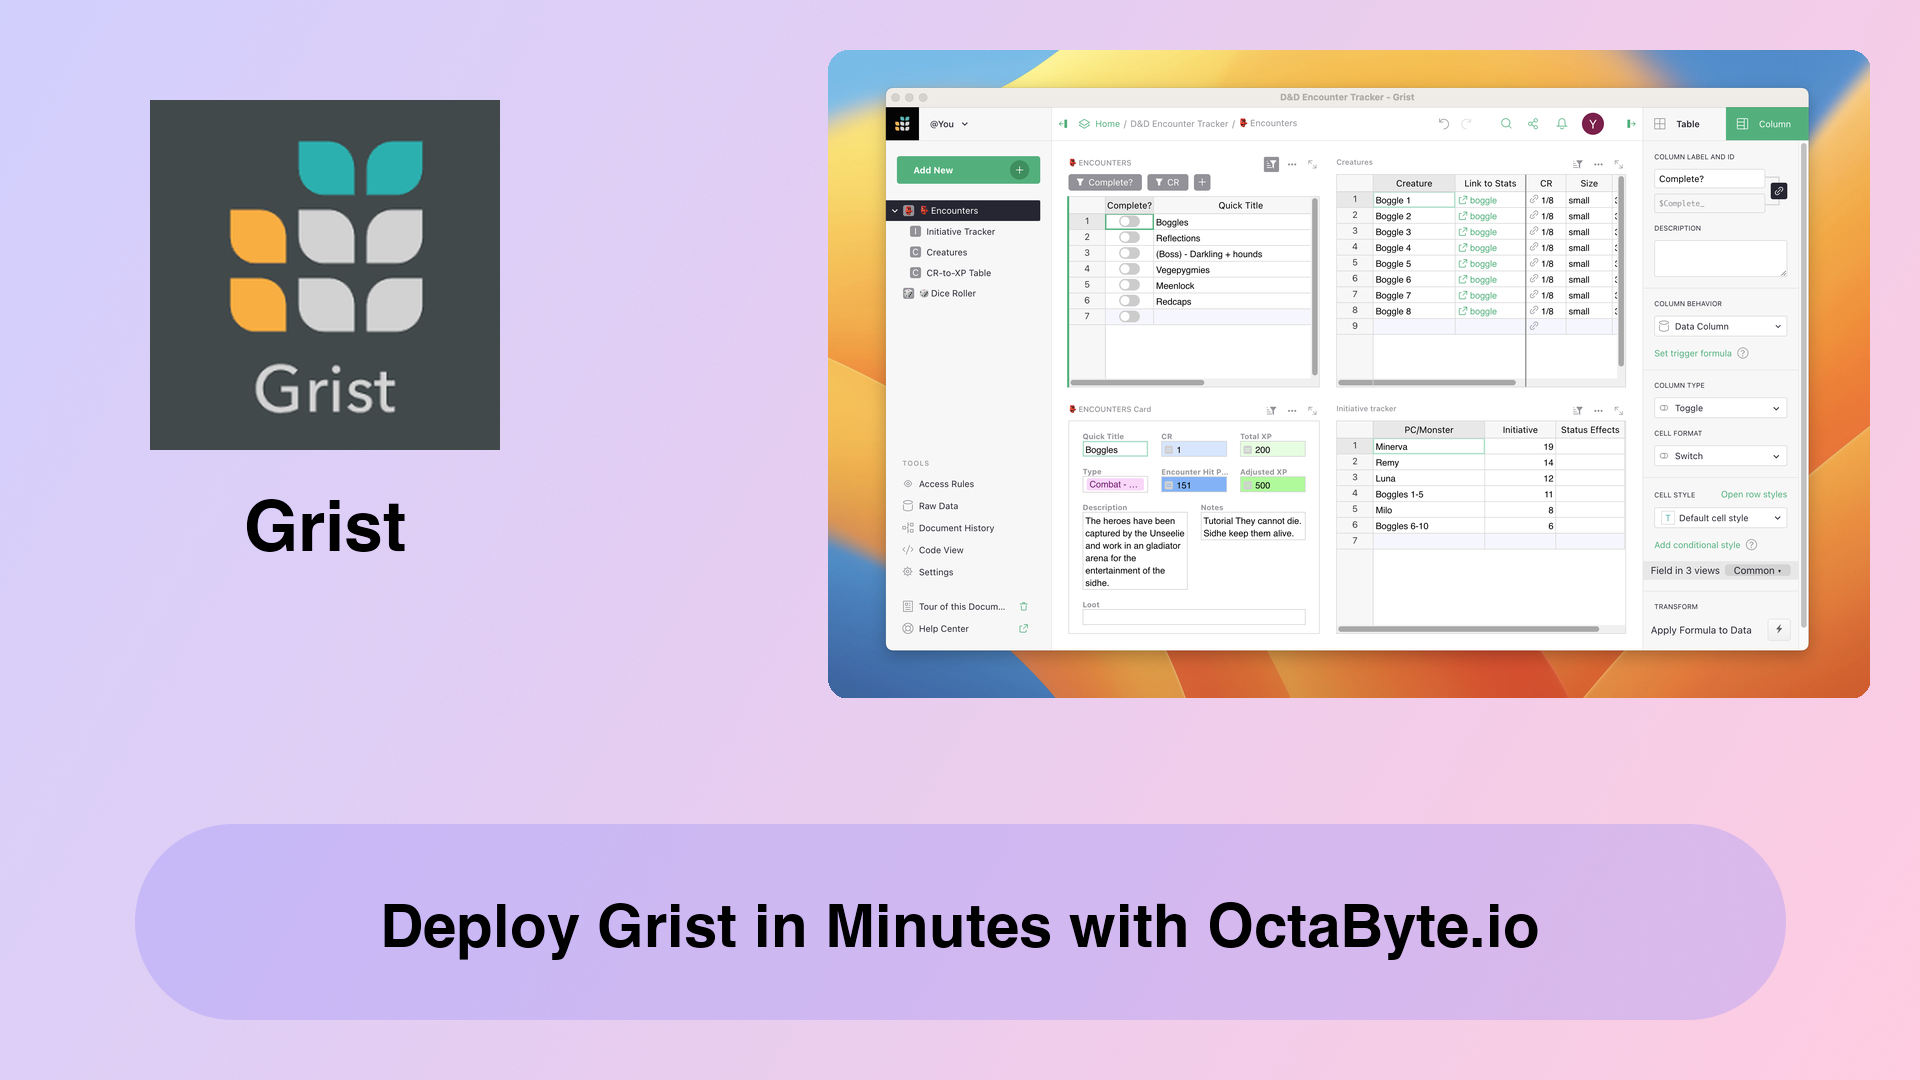 Grist
Grist
D&D Encounter Tracker - Grist
@You
Home / D&D Encounter Tracker / Encounters
Y
Table
Column
Add New
Encounters
I Initiative Tracker
C Creatures
C CR-to-XP Table
Dice Roller
TOOLS
Access Rules
Raw Data
Document History
Code View
Settings
Tour of this Docum...
Help Center
ENCOUNTERS
Complete?
CR
Complete? Quick Title
1 Boggles
2 Reflections
3 (Boss) - Darkling + hounds
4 Vegepygmies
5 Meenlock
6 Redcaps
7
Creatures
Creature Link to Stats CR Size
1 Boggle 1 boggle 1/8 small
2 Boggle 2 boggle 1/8 small
3 Boggle 3 boggle 1/8 small
4 Boggle 4 boggle 1/8 small
5 Boggle 5 boggle 1/8 small
6 Boggle 6 boggle 1/8 small
7 Boggle 7 boggle 1/8 small
8 Boggle 8 boggle 1/8 small
9
ENCOUNTERS Card
Quick Title CR Total XP
Boggles 1 200
Type Encounter Hit P... Adjusted XP
Combat - ... 151 500
Description
The heroes have been
captured by the Unseelie
and work in an gladiator
arena for the
entertainment of the
sidhe.
Notes
Tutorial They cannot die.
Sidhe keep them alive.
Loot
Initiative tracker
PC/Monster Initiative Status Effects
1 Minerva 19
2 Remy 14
3 Luna 12
4 Boggles 1-5 11
5 Milo 8
6 Boggles 6-10 6
7
COLUMN LABEL AND ID
Complete?
$Complete_
DESCRIPTION
COLUMN BEHAVIOR
Data Column
Set trigger formula ?
COLUMN TYPE
Toggle
CELL FORMAT
Switch
CELL STYLE Open row styles
T Default cell style
Add conditional style ?
Field in 3 views Common
TRANSFORM
Apply Formula to Data
Deploy Grist in Minutes with OctaByte.io